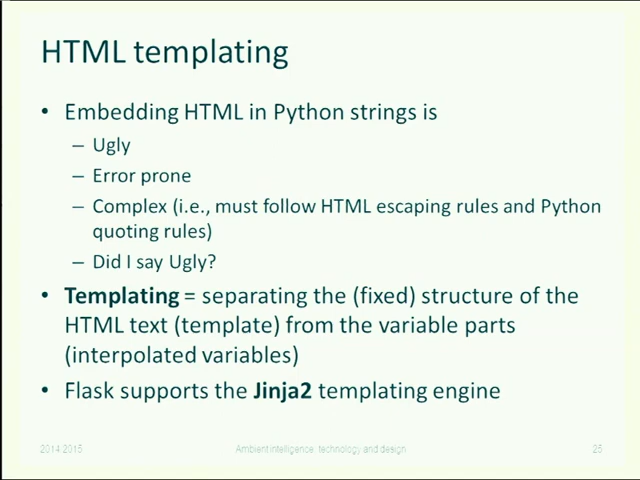 HTML templating
• Embedding HTML in Python strings is
– Ugly
– Error prone
– Complex (i.e., must follow HTML escaping rules and Python
quoting rules)
– Did I say Ugly?
• Templating = separating the (fixed) structure of the
HTML text (template) from the variable parts
(interpolated variables)
• Flask supports the Jinja2 templating engine
2014 2015 Ambient intelligence: technology and design 25